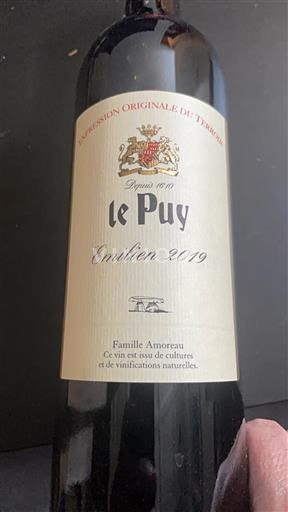 Expression Originale du Terroir
Depuis 1610
le Puy
Emilien 2019
Famille Amoreau
Ce vin est issu de cultures
et de vinifications naturelles.